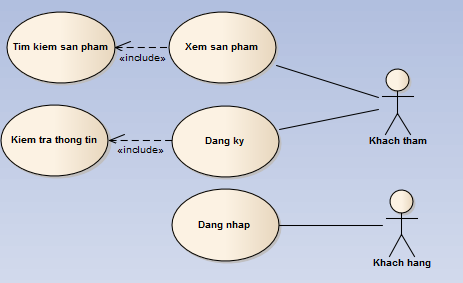 Tim kiem san pham
Xem san pham
«include»
Kiem tra thong tin
Dang ky
Khach tham
«include»
Dang nhap
Khach hang